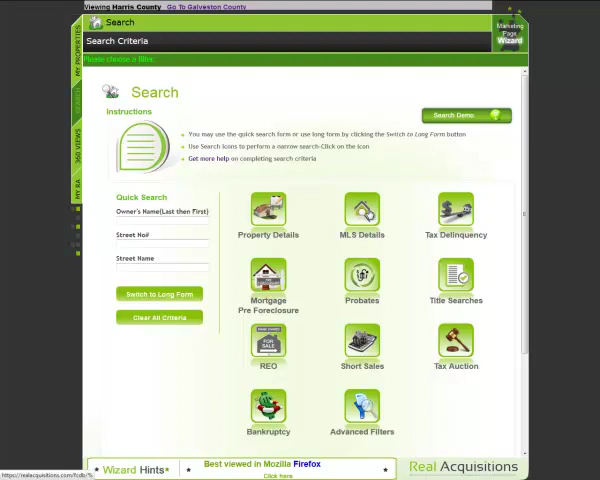 Viewing Harris County Go To Galveston County
Search
Search Criteria
Marketing
Page
Wizard
Please choose a filter.
MY PROPERTIES
SEARCH
360 VIEWS
MY RA
Search
Instructions
Search Demo
You may use the quick search form or use long form by clicking the Switch to Long Form button
Use Search Icons to perform a narrow search-Click on the icon
Get more help on completing search criteria
Quick Search
Owner's Name(Last then First)
Street No#
Street Name
Switch to Long Form
Clear All Criteria
Property Details
MLS Details
Tax Delinquency
Mortgage
Pre Foreclosure
Probates
Title Searches
BANK OWNED
FOR
SALE
REO
Short Sales
Tax Auction
Bankruptcy
Advanced Filters
https://realacquisitions.com/fcdb/#
* Wizard Hints*
* Best viewed in Mozilla Firefox *
Click here
Real Acquisitions